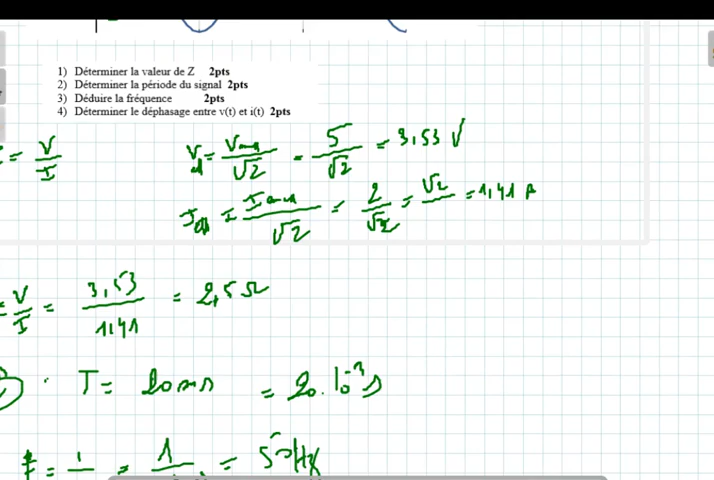 1) Déterminer la valeur de Z 2pts
2) Déterminer la période du signal 2pts
3) Déduire la fréquence 2pts
4) Déterminer le déphasage entre v(t) et i(t) 2pts
= V/I
V = Vmax/√2 = 5/√2 = 3,53 V
I = Imax/√2 = 2/√2 = √2 = 1,41 A
= V/I = 3,53/1,41 = 2,5 Ω
T = 20 ms = 20.10⁻³ s
f = 1 = 1 = 50 Hz